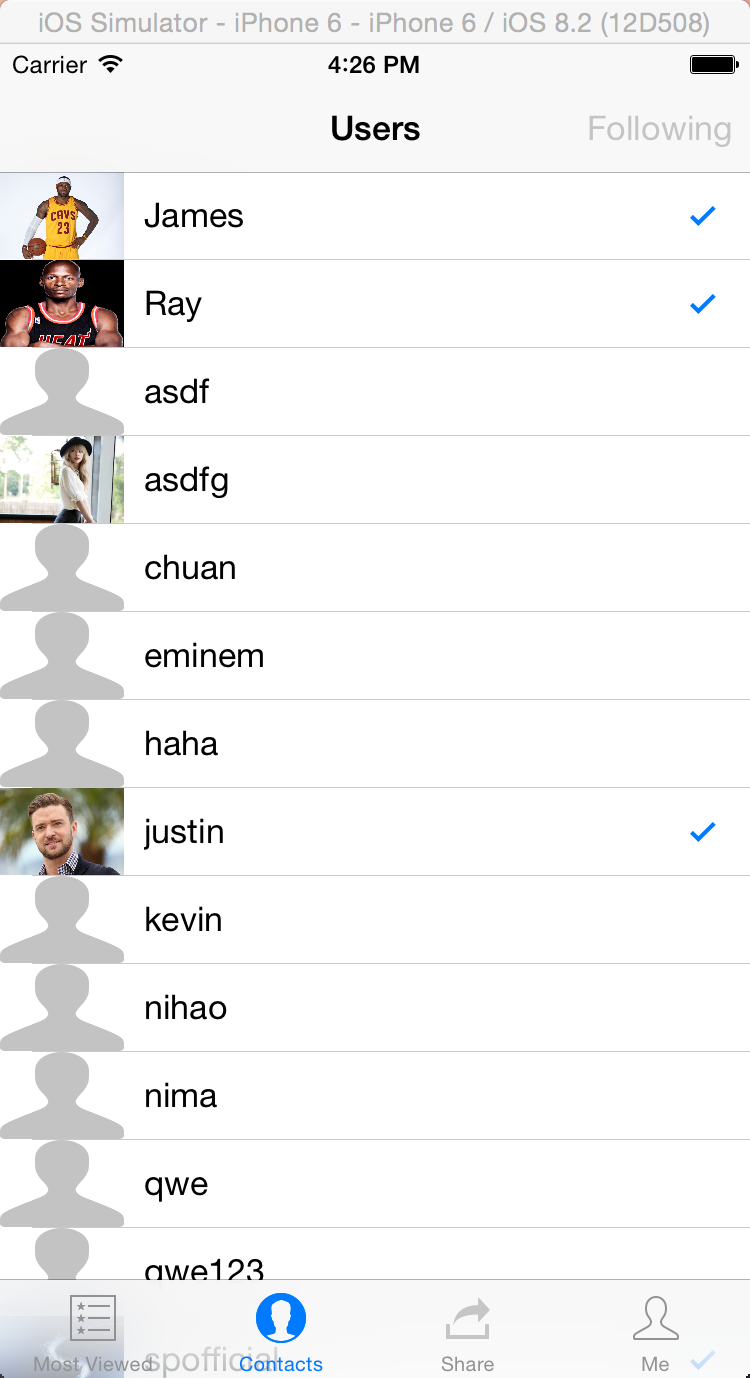 iOS Simulator - iPhone 6 - iPhone 6 / iOS 8.2 (12D508)
Carrier 4:26 PM
Users Following
CAVS
23
James
HEAT
Ray
asdf
asdfg
chuan
eminem
haha
justin
kevin
nihao
nima
qwe
qwe123
spofficial
Most Viewed Contacts Share Me